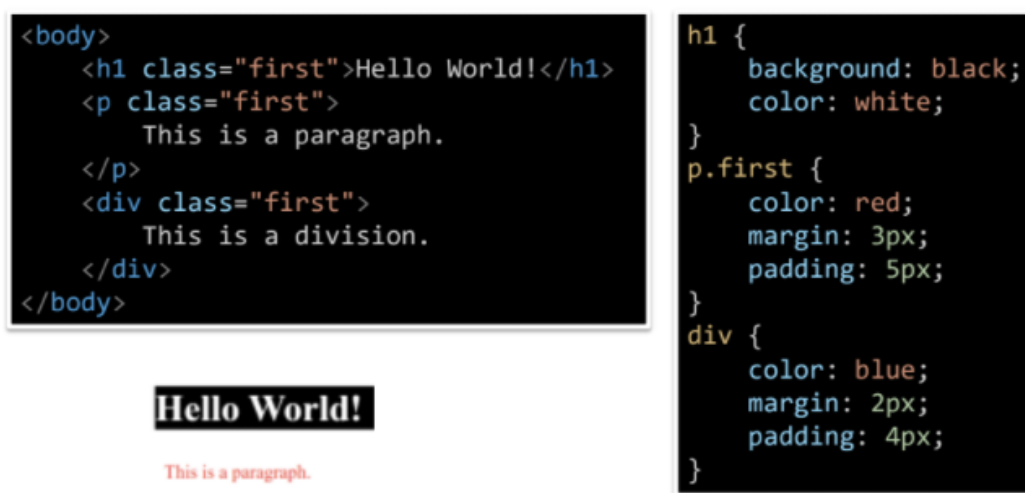 <body>
<h1 class="first">Hello World!</h1>
<p class="first">
This is a paragraph.
</p>
<div class="first">
This is a division.
</div>
</body>
Hello World!
This is a paragraph.
h1 {
background: black;
color: white;
}
p.first {
color: red;
margin: 3px;
padding: 5px;
}
div {
color: blue;
margin: 2px;
padding: 4px;
}